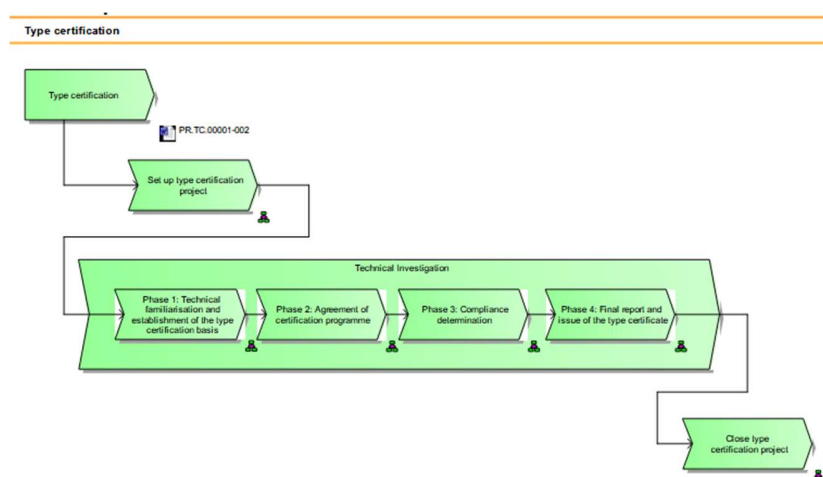 Type certification
Type certification
PR.TC.00001-002
Set up type certification
project
Technical Investigation
Phase 1: Technical
familiarisation and
establishment of the type
certification basis
Phase 2: Agreement of
certification programme
Phase 3: Compliance
determination
Phase 4: Final report and
issue of the type certificate
Close type
certification project